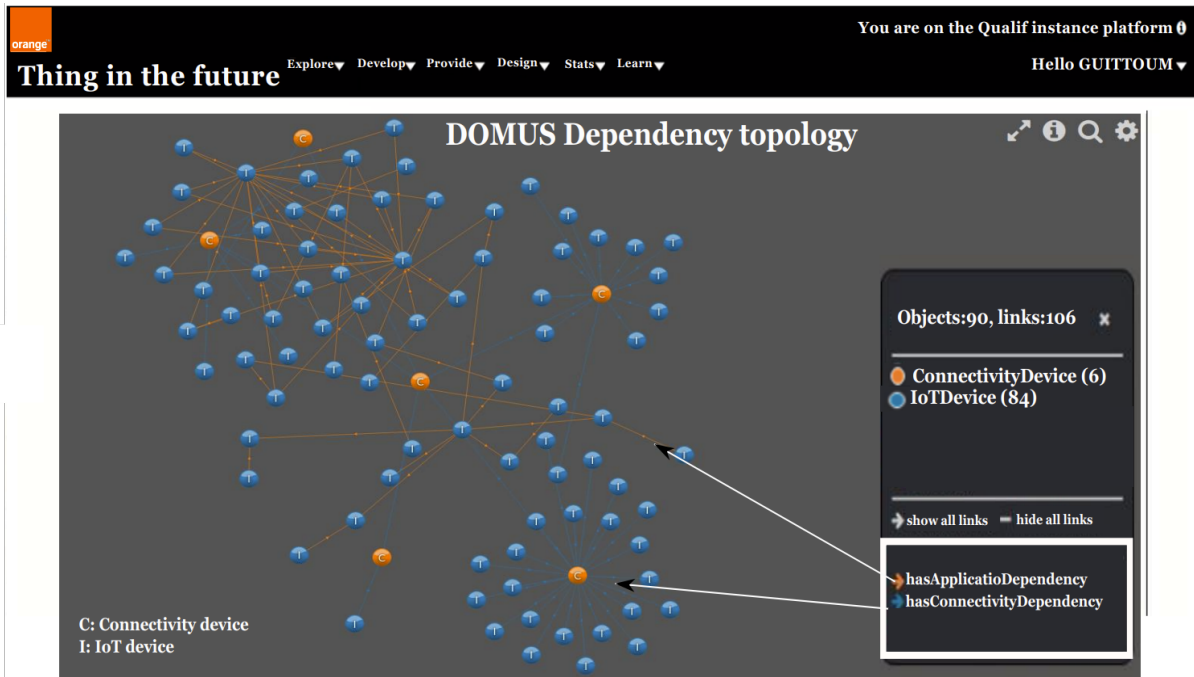 You are on the Qualif instance platform
orange
Thing in the future
Explore Develop Provide Design Stats Learn
Hello GUITTOUM
DOMUS Dependency topology
Objects:90, links:106 x
ConnectivityDevice (6)
IoTDevice (84)
show all links hide all links
hasApplicatioDependency
hasConnectivityDependency
C: Connectivity device
I: IoT device